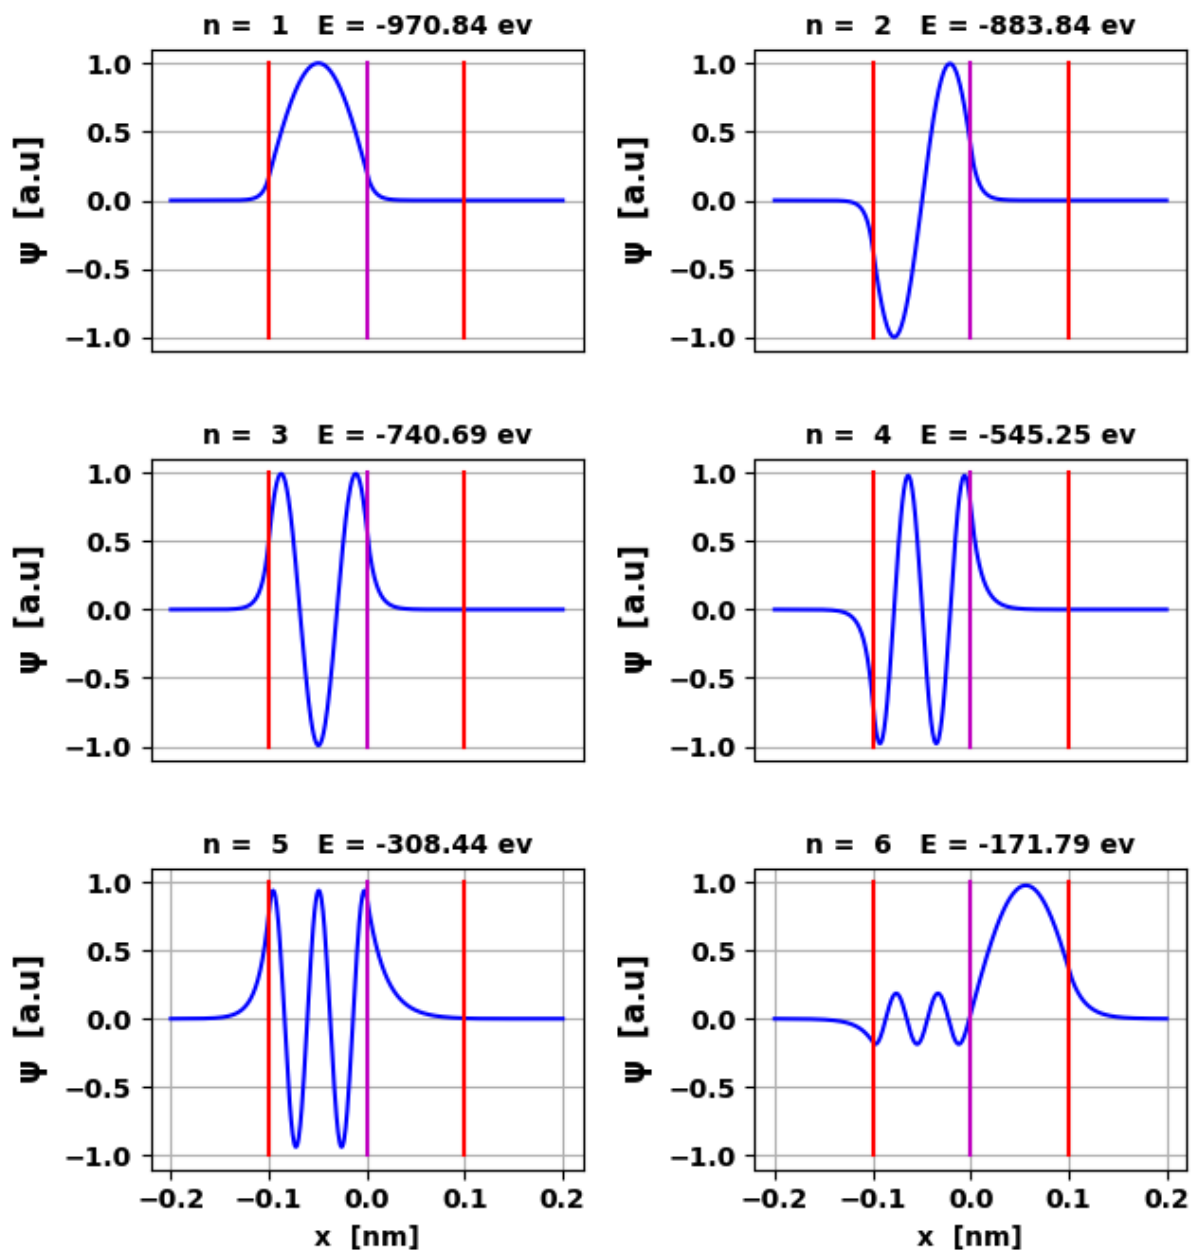 n =  1   E = -970.84 ev
n =  2   E = -883.84 ev
1.0
0.5
0.0
−0.5
−1.0
ψ  [a.u]
1.0
0.5
0.0
−0.5
−1.0
ψ  [a.u]
n =  3   E = -740.69 ev
n =  4   E = -545.25 ev
1.0
0.5
0.0
−0.5
−1.0
ψ  [a.u]
1.0
0.5
0.0
−0.5
−1.0
ψ  [a.u]
n =  5   E = -308.44 ev
n =  6   E = -171.79 ev
1.0
0.5
0.0
−0.5
−1.0
ψ  [a.u]
1.0
0.5
0.0
−0.5
−1.0
ψ  [a.u]
−0.2 −0.1 0.0 0.1 0.2
−0.2 −0.1 0.0 0.1 0.2
x  [nm]
x  [nm]